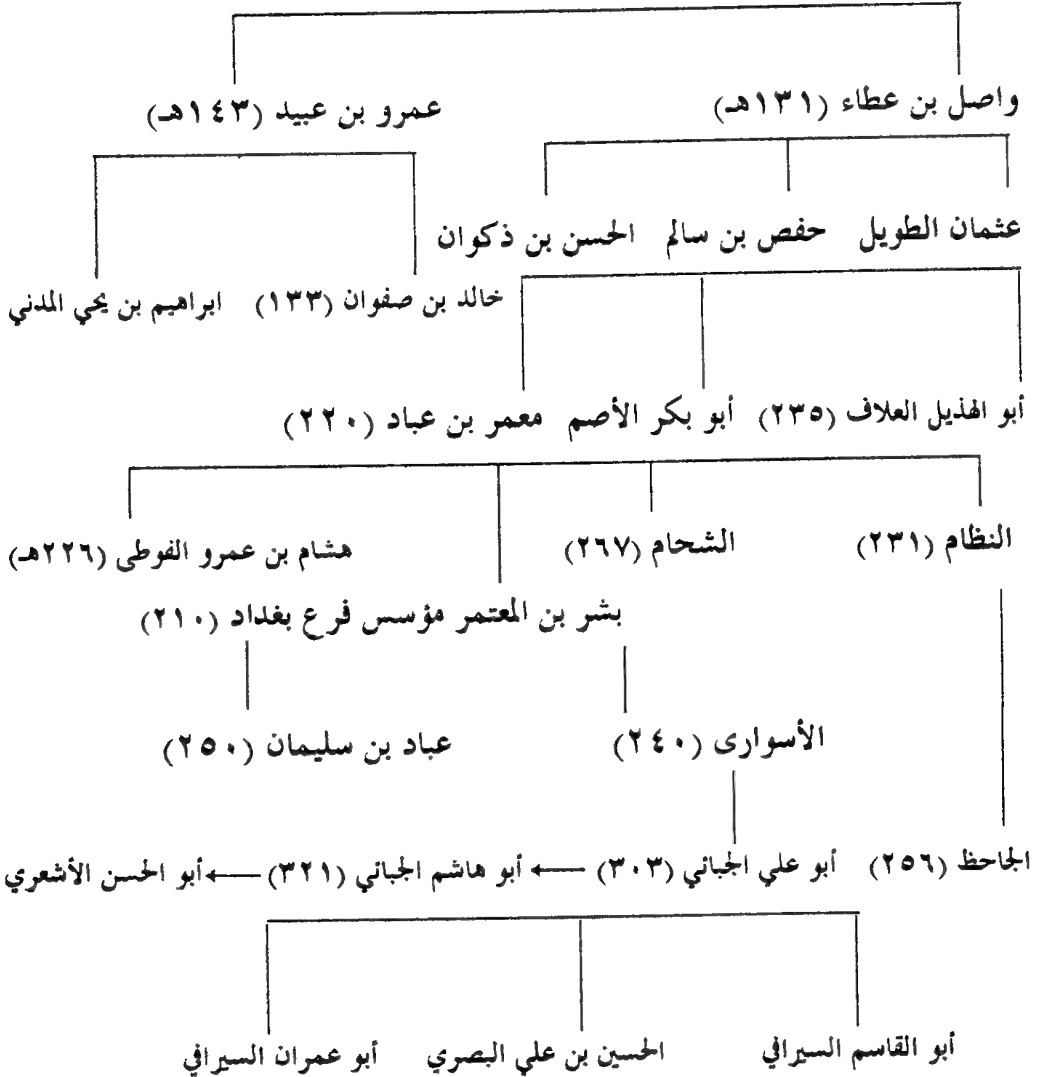 واصل بن عطاء (١٣١هـ) عمرو بن عبيد (١٤٣هـ)
عثمان الطويل حفص بن سالم الحسن بن ذكوان
خالد بن صفوان (١٣٣) ابراهيم بن يحي المدني
أبو الهذيل العلاف (٢٣٥) أبو بكر الأصم معمر بن عباد (٢٢٠)
النظام (٢٣١) الشحام (٢٦٧) هشام بن عمرو الفوطى (٢٢٦هـ)
بشر بن المعتمر مؤسس فرع بغداد (٢١٠)
الأسوارى (٢٤٠) عباد بن سليمان (٢٥٠)
الجاحظ (٢٥٦) أبو علي الجبائي (٣٠٣) ← أبو هاشم الجبائي (٣٢١) ← أبو الحسن الأشعري
أبو القاسم السيرافي الحسين بن علي البصري أبو عمران السيرافي